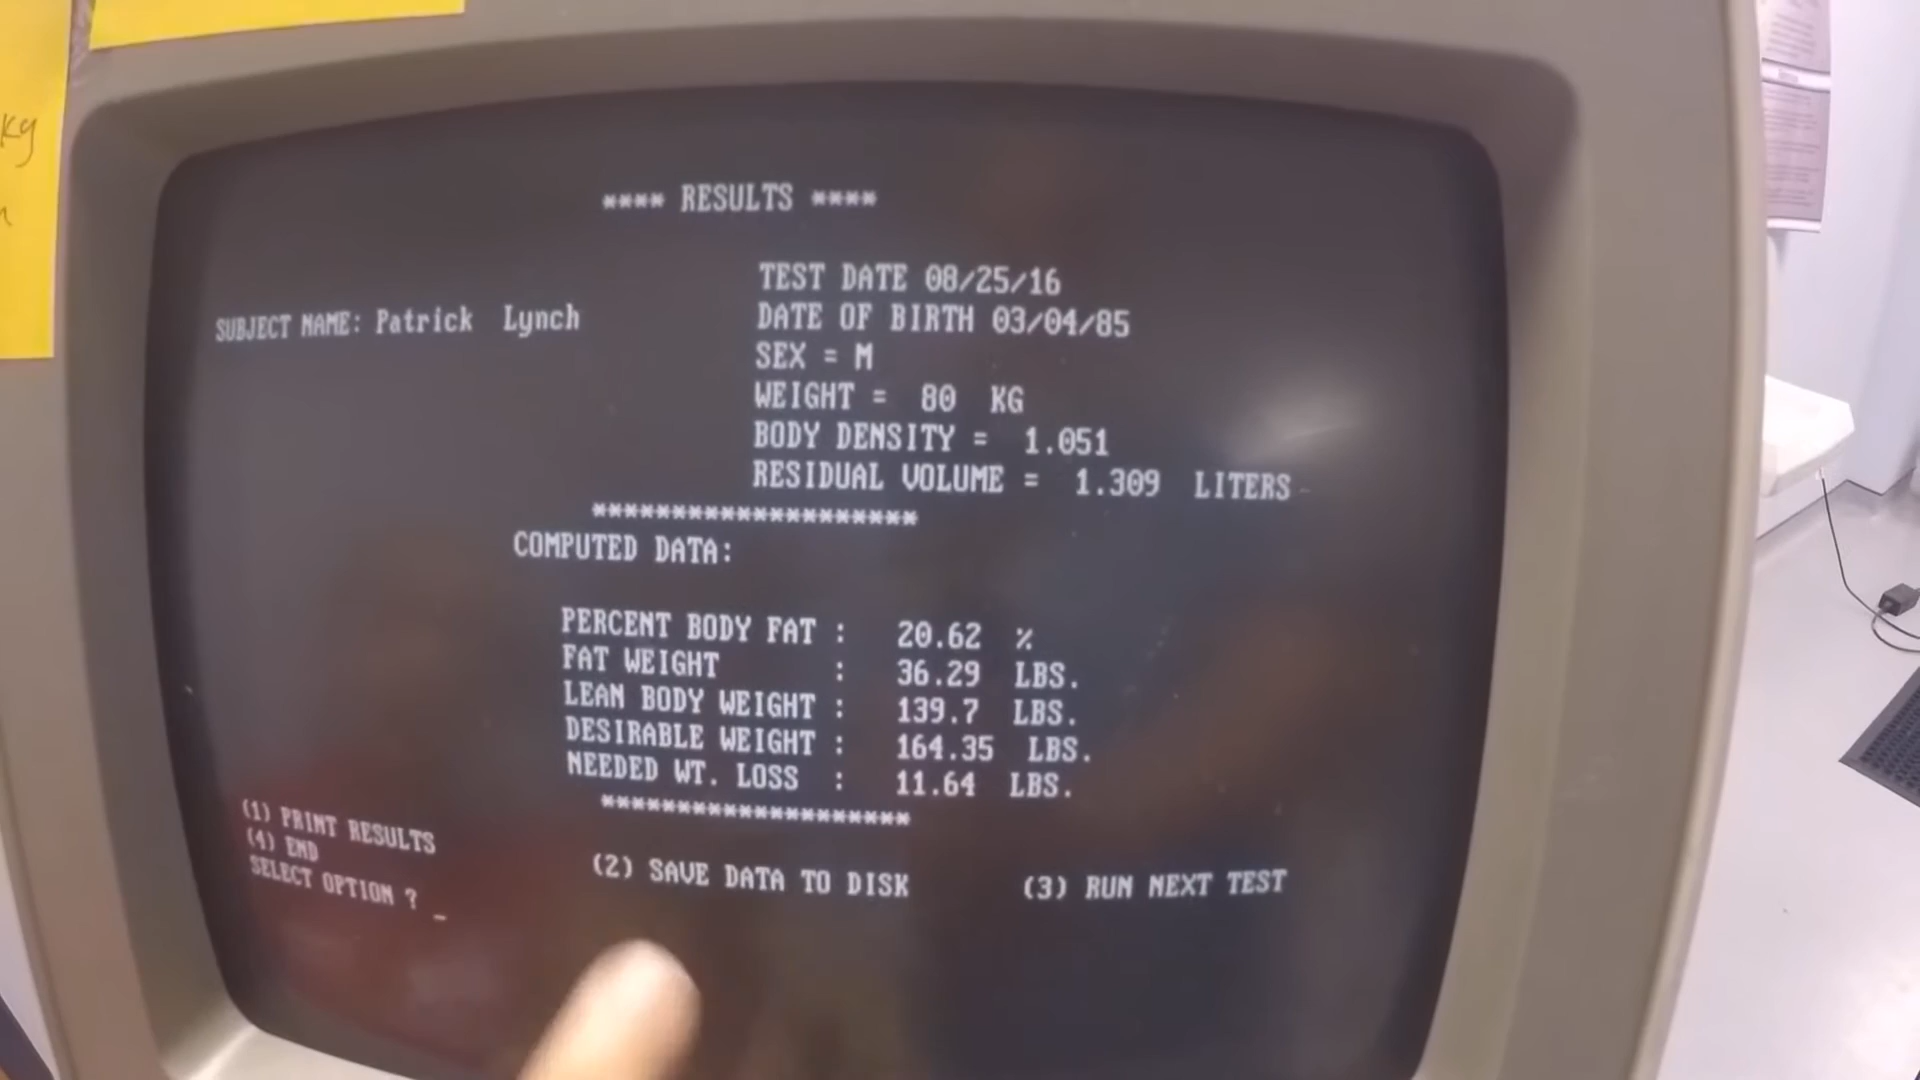 kg
**** RESULTS ****
TEST DATE 08/25/16
SUBJECT NAME: Patrick Lynch
DATE OF BIRTH 03/04/85
SEX = M
WEIGHT = 80 KG
BODY DENSITY = 1.051
RESIDUAL VOLUME = 1.309 LITERS
********************
COMPUTED DATA:
PERCENT BODY FAT : 20.62 %
FAT WEIGHT : 36.29 LBS.
LEAN BODY WEIGHT : 139.7 LBS.
DESIRABLE WEIGHT : 164.35 LBS.
NEEDED WT. LOSS : 11.64 LBS.
********************
(1) PRINT RESULTS
(2) SAVE DATA TO DISK
(3) RUN NEXT TEST
(4) END
SELECT OPTION ? _